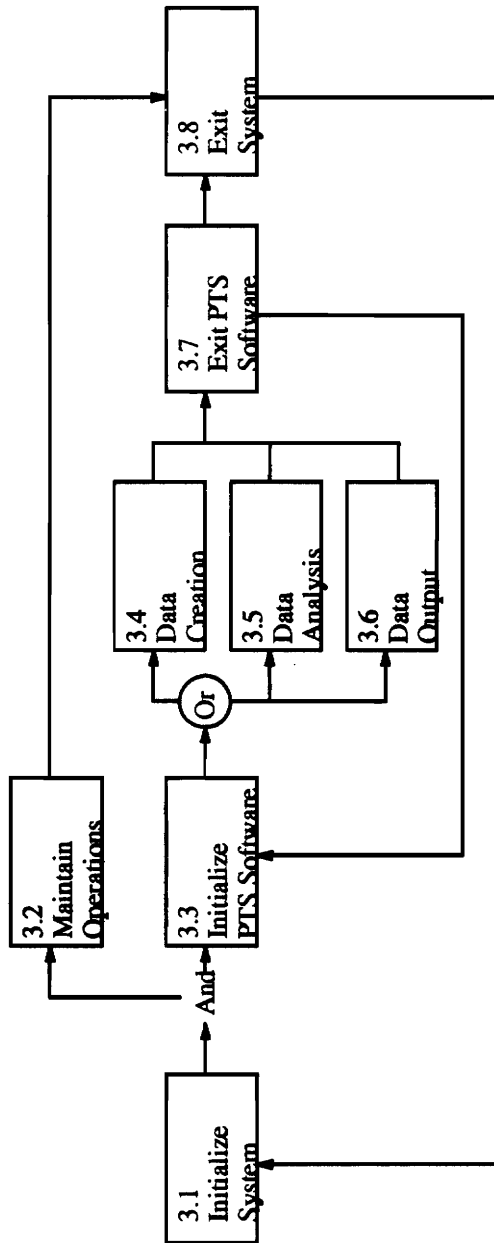 3.1
Initialize
System
And
3.2
Maintain
Operations
3.3
Initialize
PTS Software
Or
3.4
Data
Creation
3.5
Data
Analysis
3.6
Data
Output
3.7
Exit PTS
Software
3.8
Exit
System